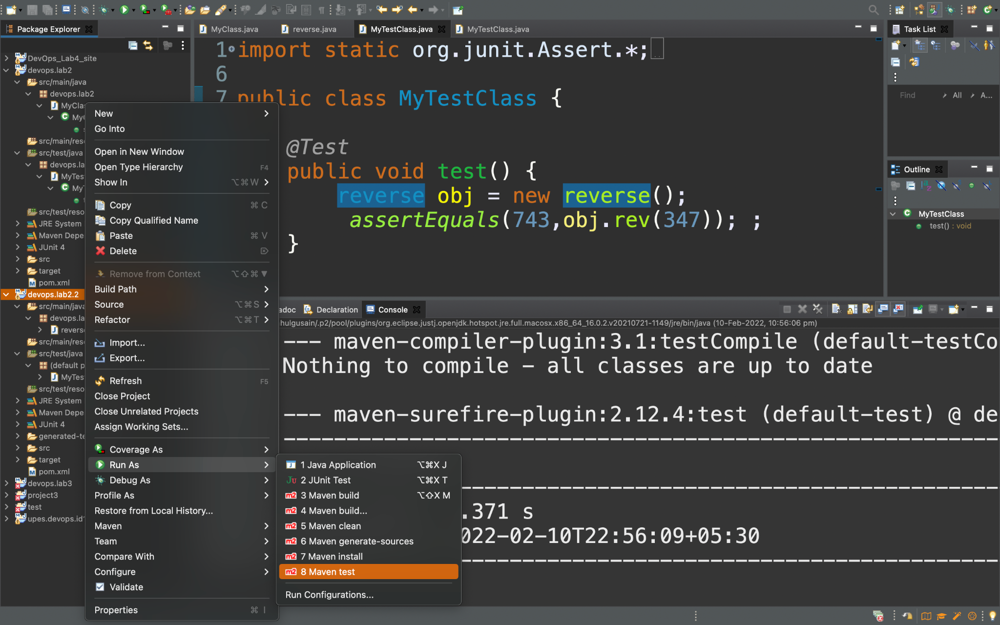 Package Explorer
MyClass.java
reverse.java
MyTestClass.java
MyTestClass.java
Task List
DevOps_Lab4_site
devops.lab2
src/main/java
devops.lab2
MyCla
My
src/main/res
src/test/java
devops.la
MyTes
My
src/test/reso
JRE System
Maven Depe
JUnit 4
src
target
pom.xml
devops.lab2.2
src/main/java
devops.la
revers
src/main/res
src/test/java
(default p
MyTes
src/test/reso
JRE System
Maven Depe
JUnit 4
generated-te
src
target
pom.xml
devops.lab3
project3
test
upes.devops.id
1 import static org.junit.Assert.*;
6
7 public class MyTestClass {
@Test
public void test() {
reverse obj = new reverse();
assertEquals(743,obj.rev(347)); ;
}
Find All A...
Outline
MyTestClass
test() : void
New
Go Into
Open in New Window
Open Type Hierarchy F4
Show In ⌥⌘W
Copy ⌘ C
Copy Qualified Name
Paste ⌘ V
Delete ⌦
Remove from Context ⌥⇧⌘▼
Build Path
Source ⌥⌘S
Refactor ⌥⌘T
Import...
Export...
Refresh F5
Close Project
Close Unrelated Projects
Assign Working Sets...
Coverage As
Run As
Debug As
Profile As
Restore from Local History...
Maven
Team
Compare With
Configure
Validate
Properties ⌘ I
1 Java Application ⌥⌘X J
2 JUnit Test ⌥⌘X T
3 Maven build ⌥⇧X M
4 Maven build...
5 Maven clean
6 Maven generate-sources
7 Maven install
8 Maven test
Run Configurations...
adoc
Declaration
Console
hulgusain/.p2/pool/plugins/org.eclipse.justj.openjdk.hotspot.jre.full.macosx.x86_64_16.0.2.v20210721-1149/jre/bin/java (10-Feb-2022, 10:56:06 pm)
--- maven-compiler-plugin:3.1:testCompile (default-testCo
Nothing to compile - all classes are up to date
--- maven-surefire-plugin:2.12.4:test (default-test) @ de
------------------------------------------------------------------------
------------------------------------------------------------------------
.371 s
022-02-10T22:56:09+05:30
------------------------------------------------------------------------